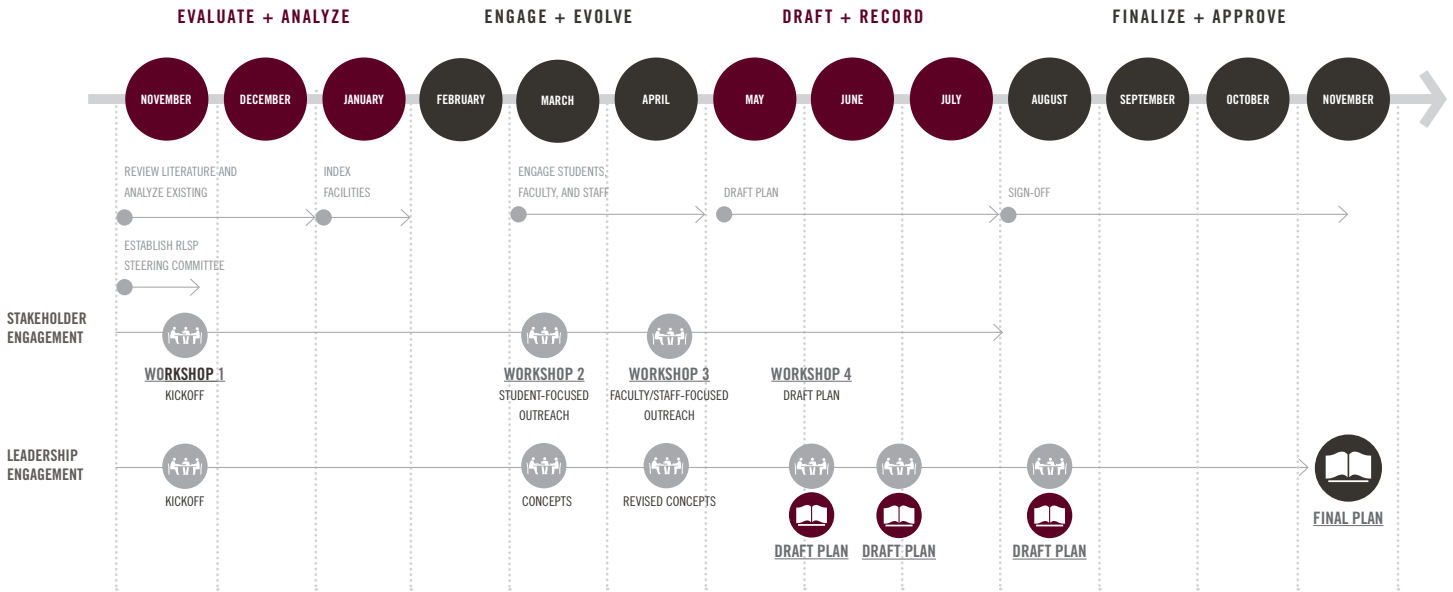 EVALUATE + ANALYZE
ENGAGE + EVOLVE
DRAFT + RECORD
FINALIZE + APPROVE
NOVEMBER
DECEMBER
JANUARY
FEBRUARY
MARCH
APRIL
MAY
JUNE
JULY
AUGUST
SEPTEMBER
OCTOBER
NOVEMBER
REVIEW LITERATURE AND
ANALYZE EXISTING
INDEX
FACILITIES
ENGAGE STUDENTS,
FACULTY, AND STAFF
DRAFT PLAN
SIGN-OFF
ESTABLISH RLSP
STEERING COMMITTEE
STAKEHOLDER
ENGAGEMENT
WORKSHOP 1
KICKOFF
WORKSHOP 2
STUDENT-FOCUSED
OUTREACH
WORKSHOP 3
FACULTY/STAFF-FOCUSED
OUTREACH
WORKSHOP 4
DRAFT PLAN
LEADERSHIP
ENGAGEMENT
KICKOFF
CONCEPTS
REVISED CONCEPTS
DRAFT PLAN
DRAFT PLAN
DRAFT PLAN
FINAL PLAN